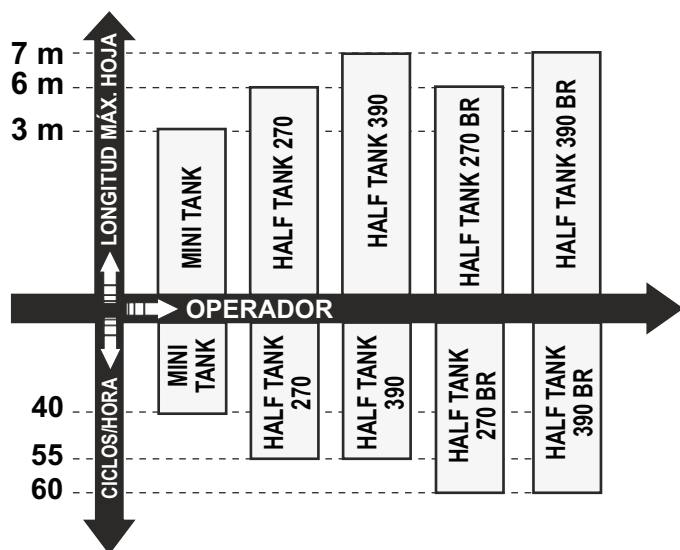 7 m
6 m
3 m
LONGITUD MÁX. HOJA
MINI TANK
HALF TANK 270
HALF TANK 390
HALF TANK 270 BR
HALF TANK 390 BR
OPERADOR
CICLOS/HORA
MINI
TANK
HALF TANK
270
HALF TANK
390
HALF TANK
270 BR
HALF TANK
390 BR
40
55
60